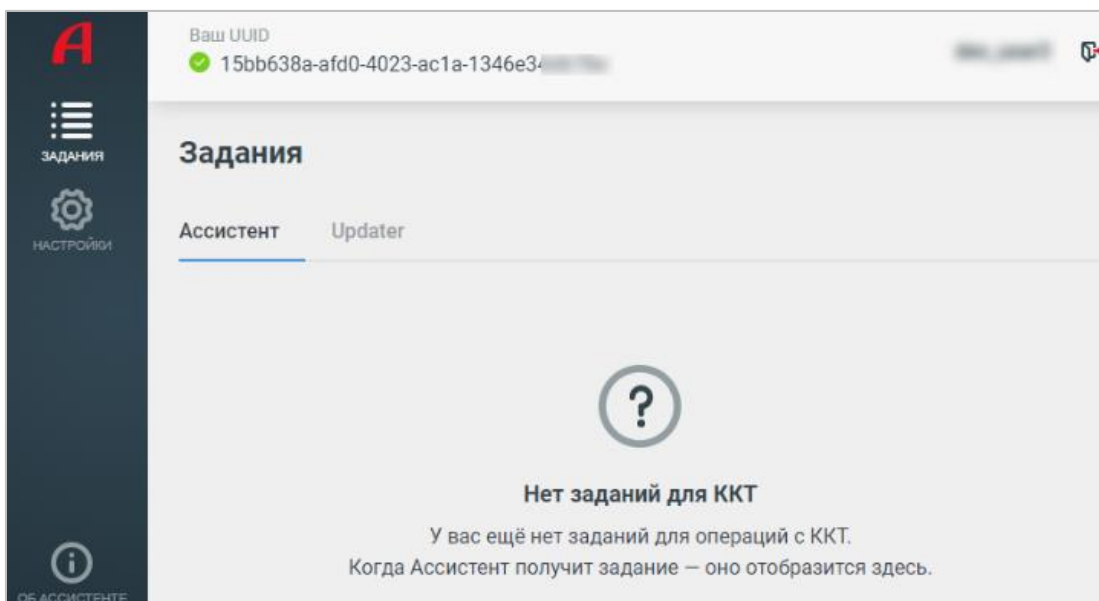 Ваш UUID
15bb638a-afd0-4023-ac1a-1346e34
ЗАДАНИЯ
НАСТРОЙКИ
ОБ АССИСТЕНТЕ
Задания
Ассистент Updater
Нет заданий для ККТ
У вас ещё нет заданий для операций с ККТ.
Когда Ассистент получит задание — оно отобразится здесь.